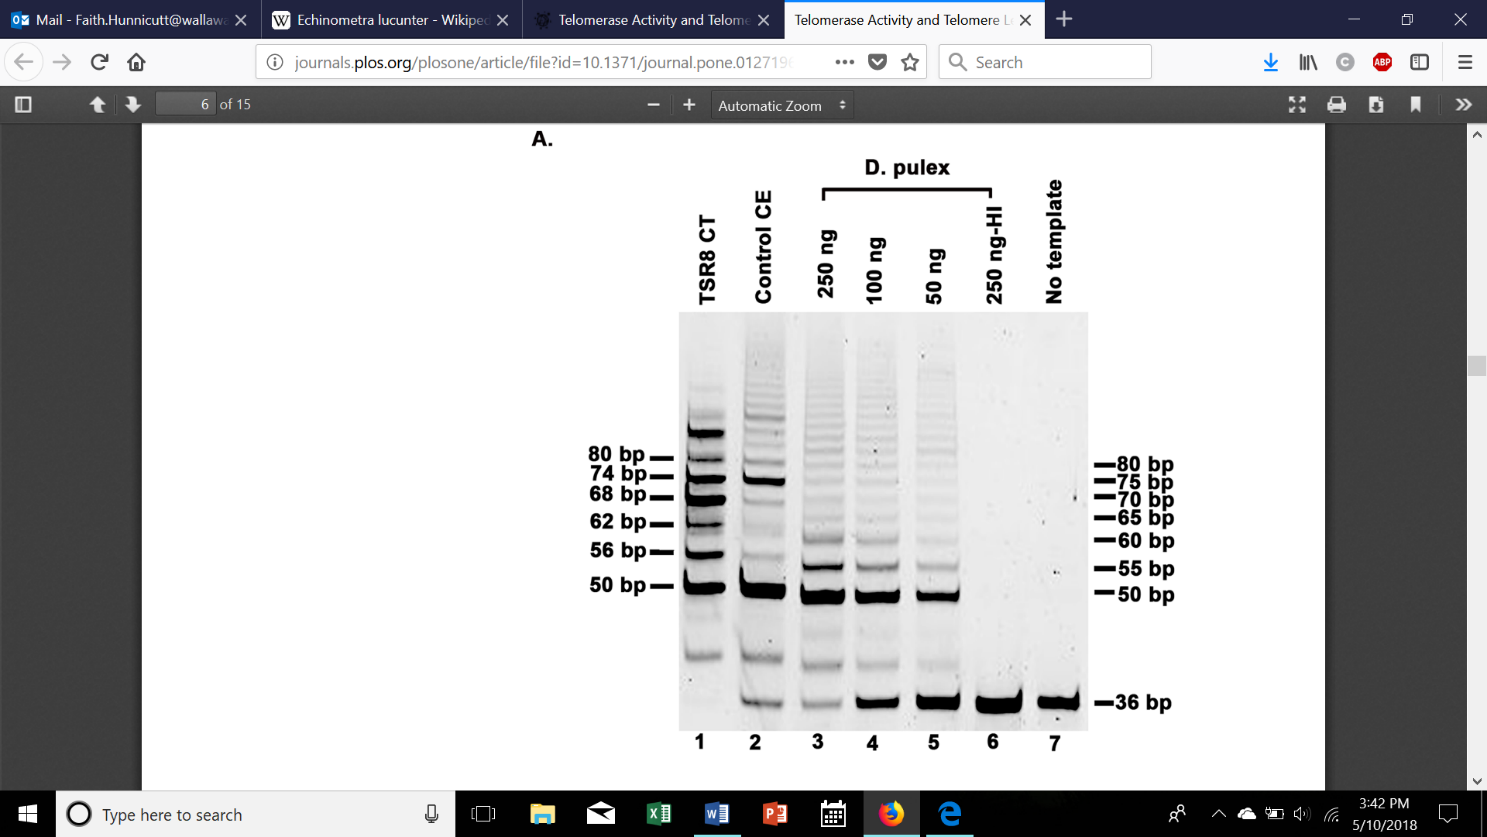 Mail - Faith.Hunnicutt@wallaw
Echinometra lucunter - Wikiped
Telomerase Activity and Telome
Telomerase Activity and Telomere L
journals.plos.org/plosone/article/file?id=10.1371/journal.pone.012719
Search
ABP
6 of 15
Automatic Zoom
A.
D. pulex
TSR8 CT
Control CE
250 ng
100 ng
50 ng
250 ng-HI
No template
80 bp
74 bp
68 bp
62 bp
56 bp
50 bp
80 bp
75 bp
70 bp
65 bp
60 bp
55 bp
50 bp
36 bp
1 2 3 4 5 6 7
Type here to search
3:42 PM
5/10/2018